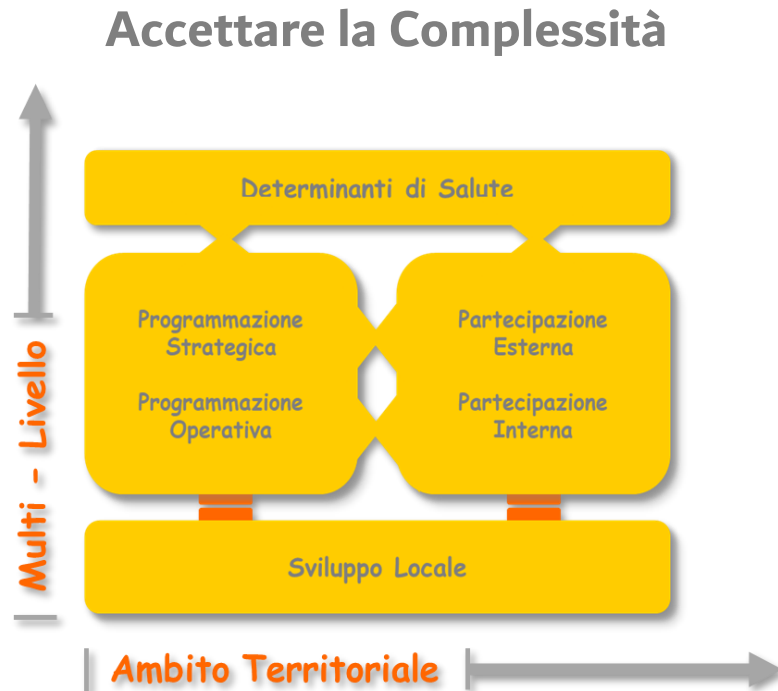 Accettare la Complessità
Determinanti di Salute
Programmazione
Strategica
Programmazione
Operativa
Partecipazione
Esterna
Partecipazione
Interna
Sviluppo Locale
Multi - Livello
Ambito Territoriale